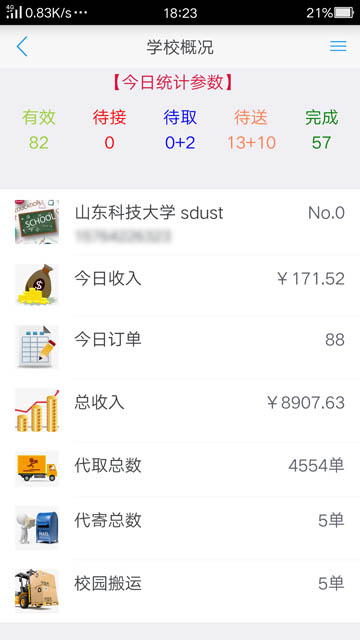 4G 0.83K/s ··· 18:23 21%
学校概况
【今日统计参数】
有效 待接 待取 待送 完成
82 0 0+2 13+10 57
SCHOOL
山东科技大学 sdust No.0
今日收入 ￥171.52
今日订单 88
总收入 ￥8907.63
代取总数 4554单
代寄总数 5单
MAIL
校园搬运 5单